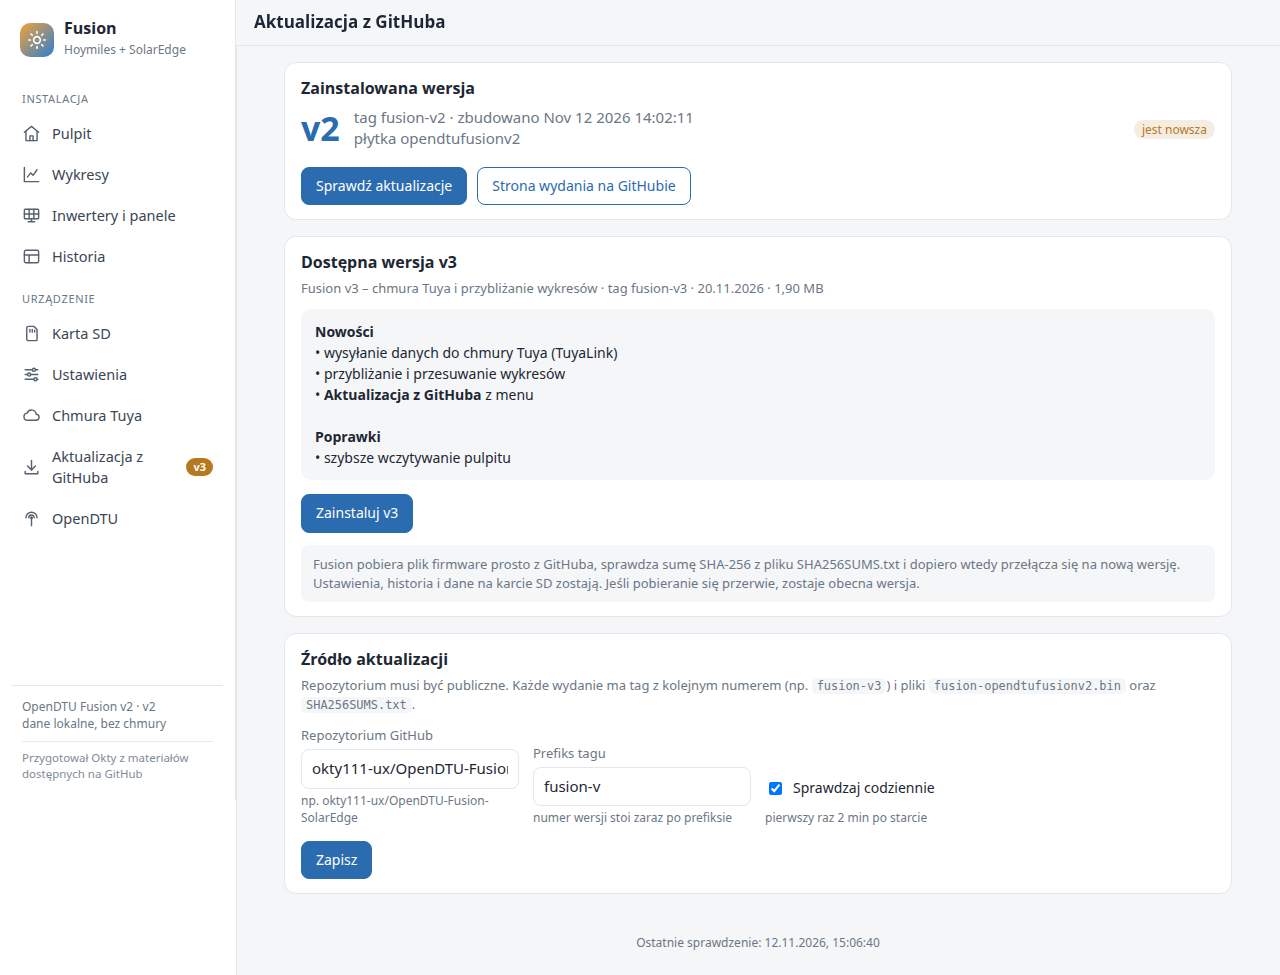 Fusion
Hoymiles + SolarEdge
INSTALACJA
Pulpit
Wykresy
Inwertery i panele
Historia
URZĄDZENIE
Karta SD
Ustawienia
Chmura Tuya
Aktualizacja z
GitHuba
v3
OpenDTU
OpenDTU Fusion v2 · v2
dane lokalne, bez chmury
Przygotował Okty z materiałów
dostępnych na GitHub
Aktualizacja z GitHuba
Zainstalowana wersja
v2
tag fusion-v2 · zbudowano Nov 12 2026 14:02:11
płytka opendtufusionv2
jest nowsza
Sprawdź aktualizacje
Strona wydania na GitHubie
Dostępna wersja v3
Fusion v3 – chmura Tuya i przybliżanie wykresów · tag fusion-v3 · 20.11.2026 · 1,90 MB
Nowości
• wysyłanie danych do chmury Tuya (TuyaLink)
• przybliżanie i przesuwanie wykresów
• Aktualizacja z GitHuba z menu
Poprawki
• szybsze wczytywanie pulpitu
Zainstaluj v3
Fusion pobiera plik firmware prosto z GitHuba, sprawdza sumę SHA-256 z pliku SHA256SUMS.txt i dopiero wtedy przełącza się na nową wersję.
Ustawienia, historia i dane na karcie SD zostają. Jeśli pobieranie się przerwie, zostaje obecna wersja.
Źródło aktualizacji
Repozytorium musi być publiczne. Każde wydanie ma tag z kolejnym numerem (np. fusion-v3) i pliki fusion-opendtufusionv2.bin oraz
SHA256SUMS.txt.
Repozytorium GitHub
okty111-ux/OpenDTU-Fusion
np. okty111-ux/OpenDTU-Fusion-
SolarEdge
Prefiks tagu
fusion-v
numer wersji stoi zaraz po prefiksie
Sprawdzaj codziennie
pierwszy raz 2 min po starcie
Zapisz
Ostatnie sprawdzenie: 12.11.2026, 15:06:40